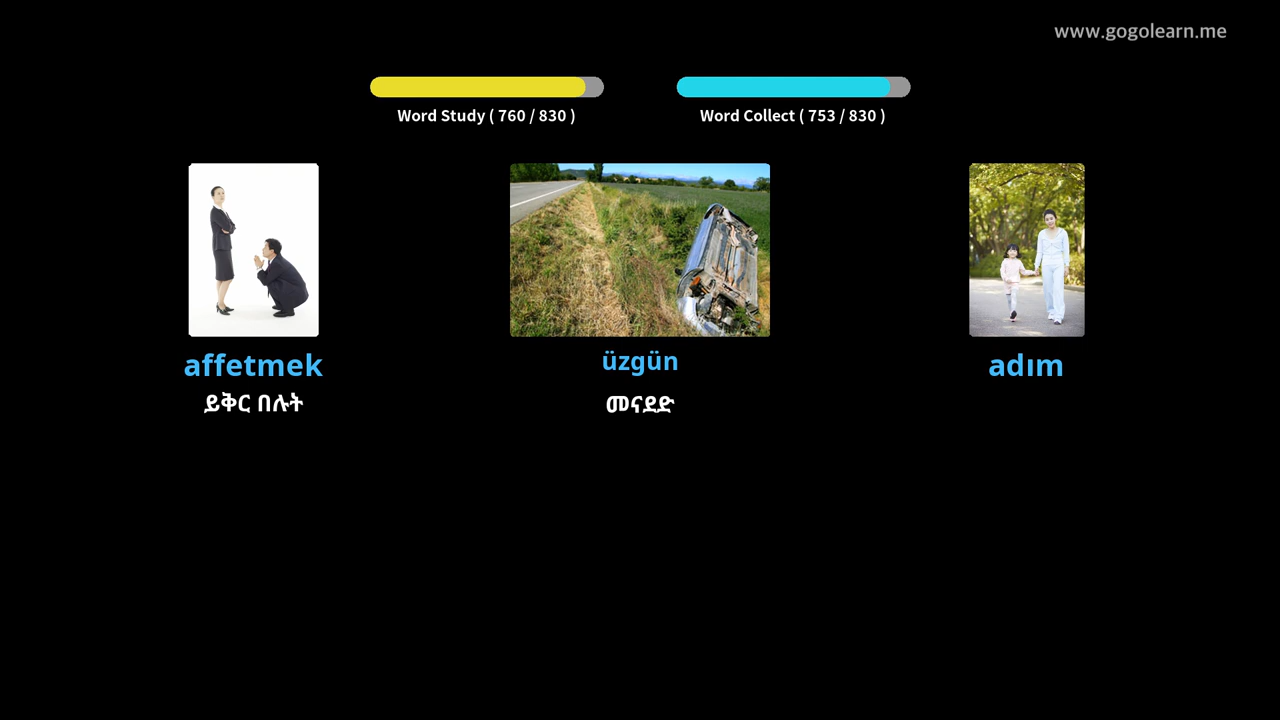 www.gogolearn.me
Word Study ( 760 / 830 )
Word Collect ( 753 / 830 )
affetmek
ይቅር በሉት
üzgün
መናደድ
adım